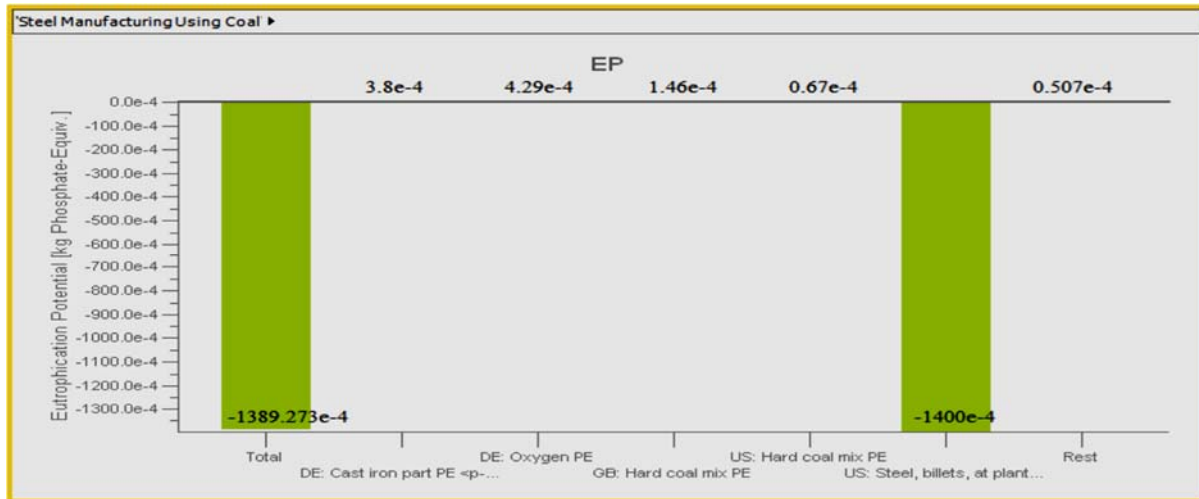 'Steel Manufacturing Using Coal' ▶
EP
3.8e-4 4.29e-4 1.46e-4 0.67e-4 0.507e-4
Eutrophication Potential [kg Phosphate-Equiv.]
0.0e-4
-100.0e-4
-200.0e-4
-300.0e-4
-400.0e-4
-500.0e-4
-600.0e-4
-700.0e-4
-800.0e-4
-900.0e-4
-1000.0e-4
-1100.0e-4
-1200.0e-4
-1300.0e-4
-1389.273e-4 -1400e-4
Total DE: Oxygen PE US: Hard coal mix PE Rest
DE: Cast iron part PE <p-... GB: Hard coal mix PE US: Steel, billets, at plant...